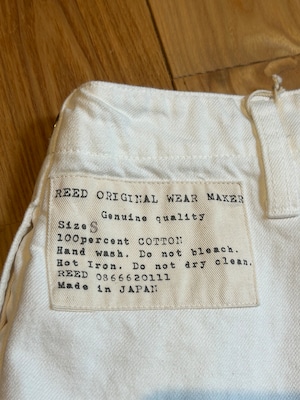 REED ORIGINAL WEAR MAKER
Genuine quality
Size S
100percent COTTON
Hand wash. Do not bleach.
Hot Iron. Do not dry clean.
REED 0866620111
Made in JAPAN